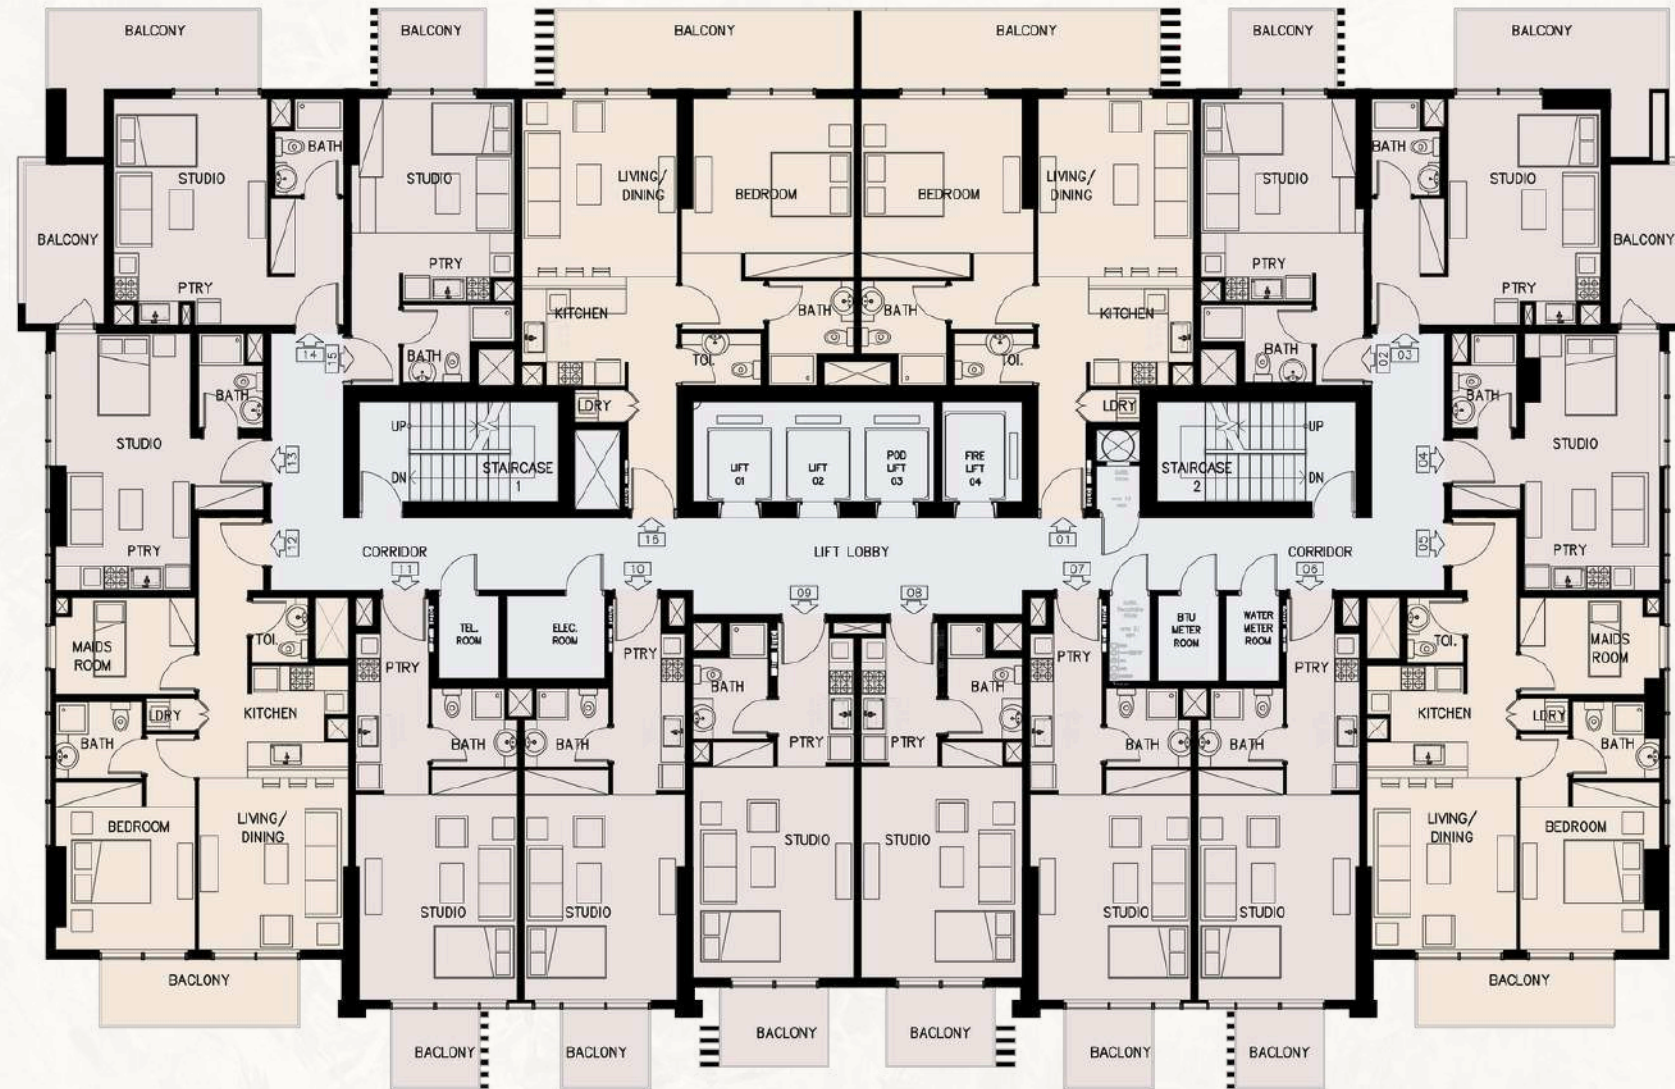 BALCONY
BALCONY
BALCONY
BALCONY
BALCONY
BALCONY
BATH
BATH
STUDIO
STUDIO
LIVING/
DINING
BEDROOM
BEDROOM
LIVING/
DINING
STUDIO
STUDIO
BALCONY
BALCONY
PTRY
PTRY
PTRY
PTRY
KITCHEN
BATH
BATH
KITCHEN
14
15
BATH
TOI.
TOI.
BATH
02
03
BATH
BATH
LDRY
LDRY
UP
UP
STUDIO
STUDIO
13
DN
STAIRCASE
1
LIFT
01
LIFT
02
POD
LIFT
03
FIRE
LIFT
04
STAIRCASE
2
DN
04
PTRY
12
CORRIDOR
16
LIFT LOBBY
01
CORRIDOR
05
PTRY
11
10
09
08
07
06
MAIDS
ROOM
TOI.
TEL.
ROOM
ELEC.
ROOM
BTU
METER
ROOM
WATER
METER
ROOM
TOI.
MAIDS
ROOM
PTRY
PTRY
PTRY
PTRY
BATH
BATH
LDRY
KITCHEN
KITCHEN
LDRY
BATH
BATH
BATH
PTRY
PTRY
BATH
BATH
BATH
BEDROOM
LIVING/
DINING
STUDIO
STUDIO
LIVING/
DINING
BEDROOM
STUDIO
STUDIO
STUDIO
STUDIO
BACLONY
BACLONY
BACLONY
BACLONY
BACLONY
BACLONY
BACLONY
BACLONY